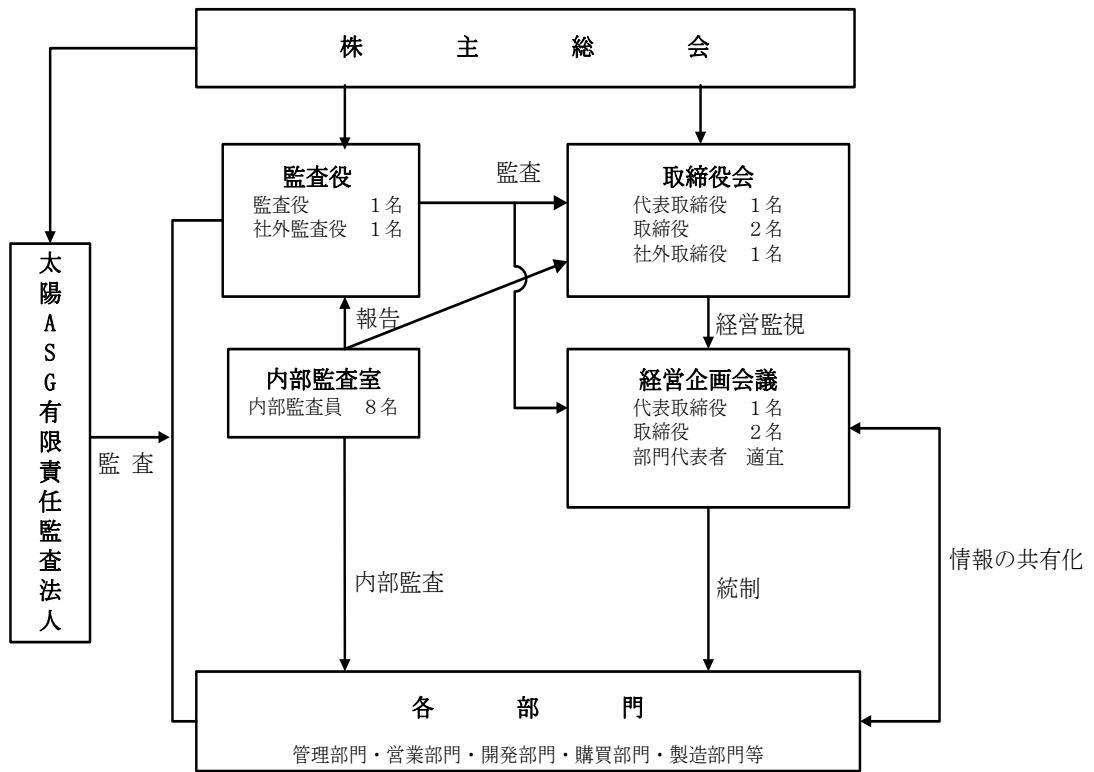 株主総会
監査役
監査役 1名
社外監査役 1名
監査
取締役会
代表取締役 1名
取締役 2名
社外取締役 1名
太陽ASG有限責任監査法人
監査
報告
経営監視
内部監査室
内部監査員 8名
経営企画会議
代表取締役 1名
取締役 2名
部門代表者 適宜
内部監査
統制
情報の共有化
各部門
管理部門・営業部門・開発部門・購買部門・製造部門等